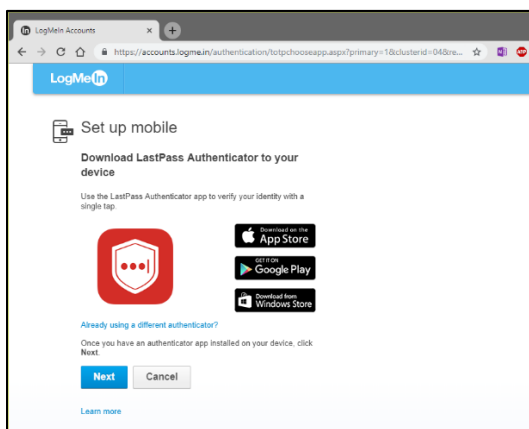 LogMeIn Accounts
https://accounts.logme.in/authentication/totpchooseapp.aspx?primary=1&clusterid=04&re...
LogMeIn
Set up mobile
Download LastPass Authenticator to your
device
Use the LastPass Authenticator app to verify your identity with a
single tap.
Download on the
App Store
GET IT ON
Google Play
Download from
Windows Store
Already using a different authenticator?
Once you have an authenticator app installed on your device, click
Next.
Next Cancel
Learn more